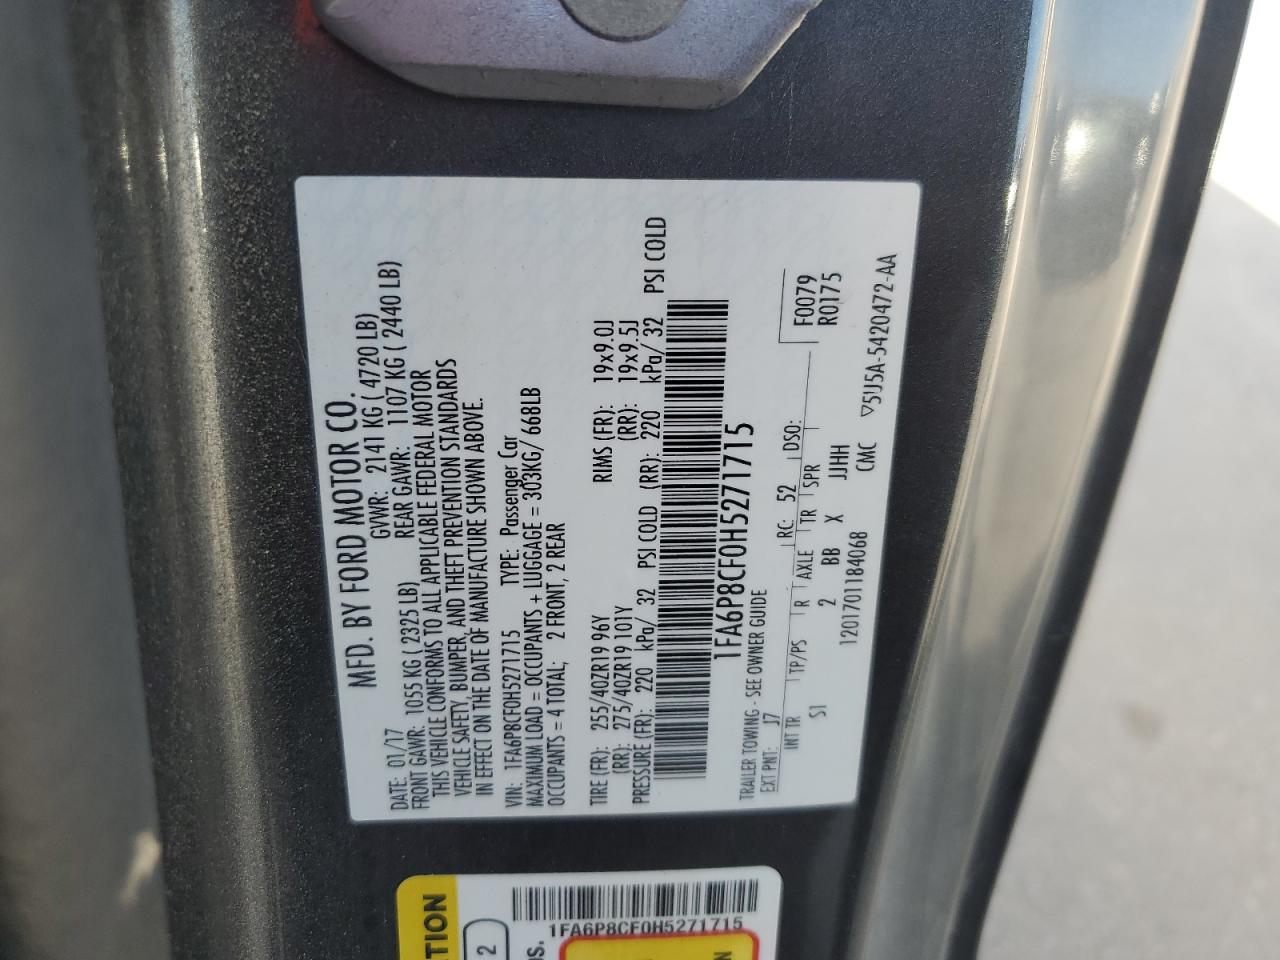 MFD. BY FORD MOTOR CO.
DATE: 01/17 GVWR: 2141 KG ( 4720 LB)
FRONT GAWR: 1055 KG ( 2325 LB) REAR GAWR: 1107 KG ( 2440 LB)
THIS VEHICLE CONFORMS TO ALL APPLICABLE FEDERAL MOTOR
VEHICLE SAFETY, BUMPER, AND THEFT PREVENTION STANDARDS
IN EFFECT ON THE DATE OF MANUFACTURE SHOWN ABOVE.
VIN: 1FA6P8CF0H5271715 TYPE: Passenger Car
MAXIMUM LOAD = OCCUPANTS + LUGGAGE = 303KG/ 668LB
OCCUPANTS = 4 TOTAL; 2 FRONT, 2 REAR
TIRE (FR): 255/40ZR19 96Y RIMS (FR): 19x9.0J
(RR): 275/40ZR19 101Y (RR): 19x9.5J
PRESSURE (FR): 220 kPa/ 32 PSI COLD (RR): 220 kPa/ 32 PSI COLD
1FA6P8CF0H5271715
TRAILER TOWING - SEE OWNER GUIDE
EXT PNT: J7 RC: 52 DSO: F0079
R0175
INT TR TP/PS R AXLE TR SPR
S1 2 BB X JJHH
120170118406​8 CMC ▽5U5A-5420472-AA
TION
2
1FA6P8CF0H5271715